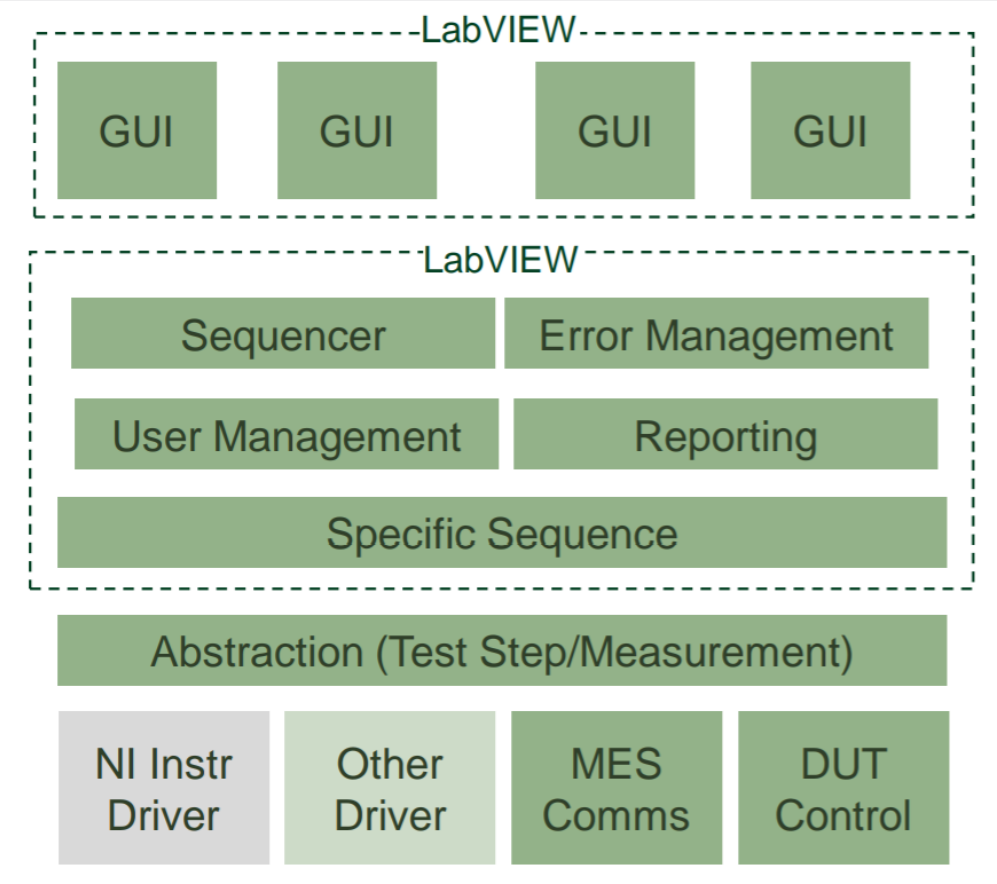 LabVIEW
GUI
GUI
GUI
GUI
LabVIEW
Sequencer
Error Management
User Management
Reporting
Specific Sequence
Abstraction (Test Step/Measurement)
NI Instr
Driver
Other
Driver
MES
Comms
DUT
Control